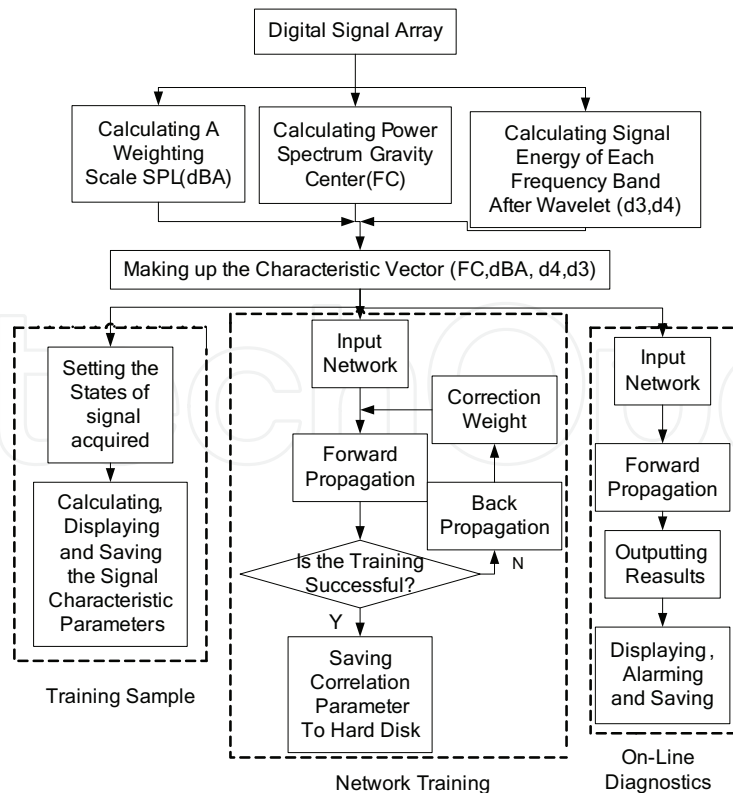 Digital Signal Array
Calculating A
Weighting
Scale SPL(dBA)
Calculating Power
Spectrum Gravity
Center(FC)
Calculating Signal
Energy of Each
Frequency Band
After Wavelet (d3,d4)
Making up the Characteristic Vector (FC,dBA, d4,d3)
Setting the
States of
signal
acquired
Calculating,
Displaying
and Saving
the Signal
Characteristic
Parameters
Training Sample
Input
Network
Correction
Weight
Forward
Propagation
Back
Propagation
Is the Training
Successful?
N
Y
Saving
Correlation
Parameter
To Hard Disk
Network Training
Input
Network
Forward
Propagation
Outputting
Reasults
Displaying,
Alarming
and Saving
On-Line
Diagnostics